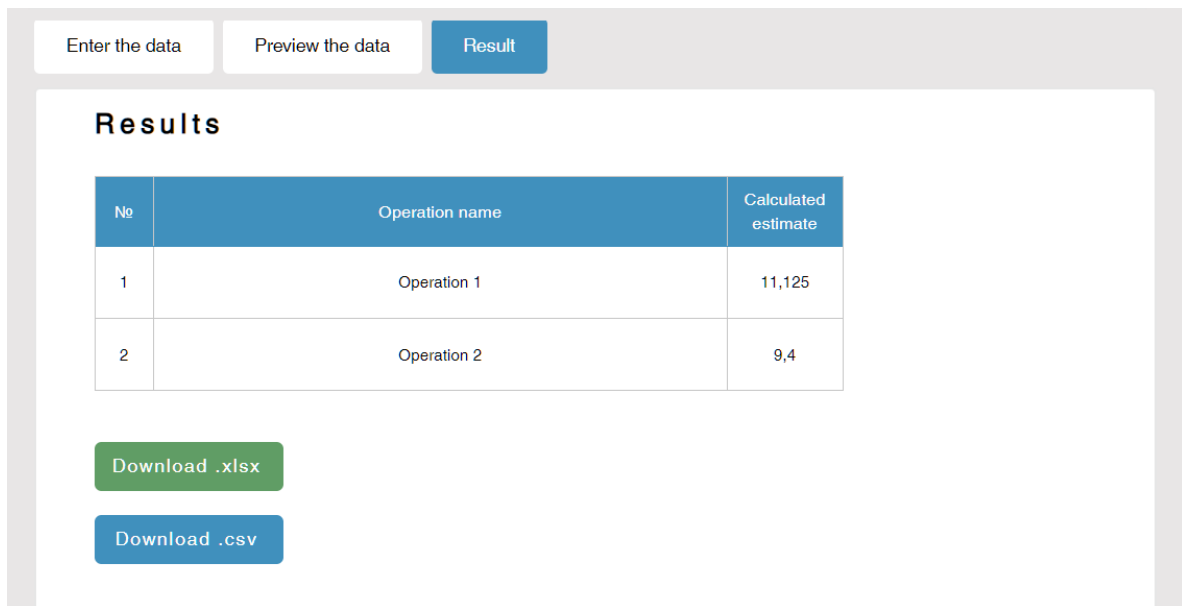 Enter the data Preview the data Result
Results
№ Operation name Calculated estimate
1 Operation 1 11,125
2 Operation 2 9,4
Download .xlsx
Download .csv